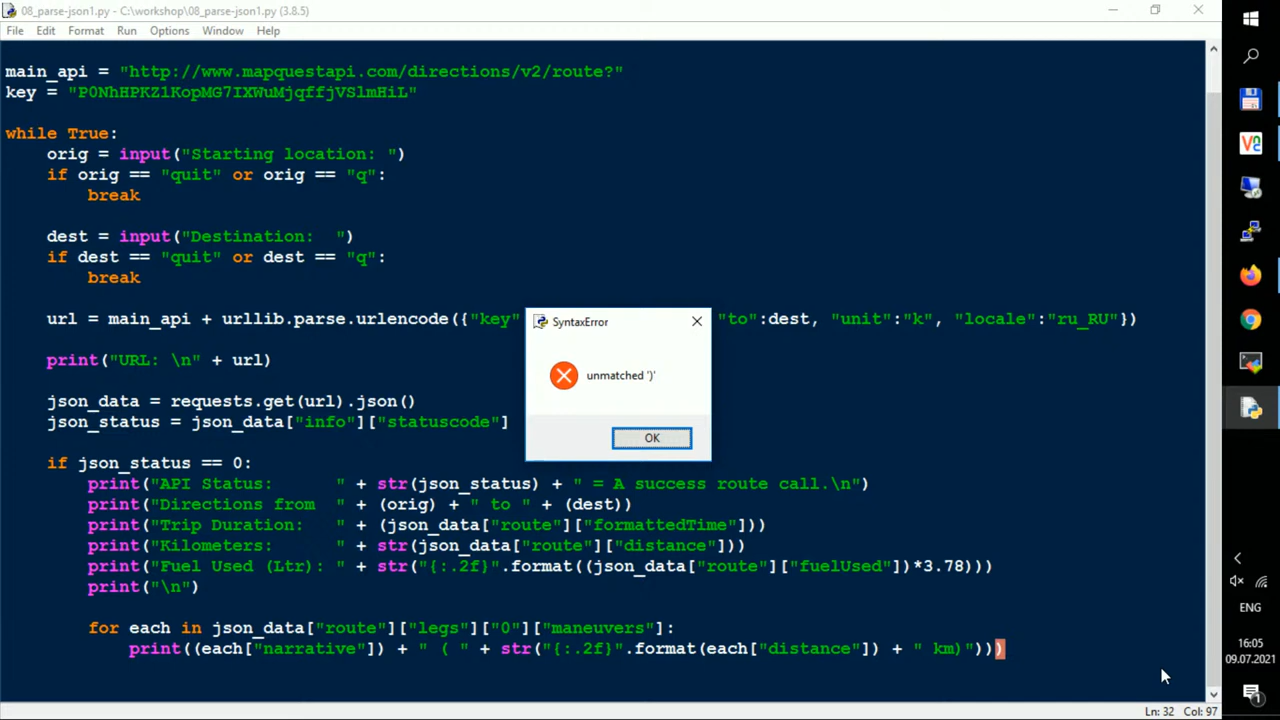 08_parse-json1.py - C:\workshop\08_parse-json1.py (3.8.5)
File Edit Format Run Options Window Help
main_api = "http://www.mapquestapi.com/directions/v2/route?"
key = "P0NhHPKZ1KopMG7IXWuMjqffjVSlmHiL"
while True:
    orig = input("Starting location: ")
    if orig == "quit" or orig == "q":
        break
    dest = input("Destination:  ")
    if dest == "quit" or dest == "q":
        break
    url = main_api + urllib.parse.urlencode({"key" "to":dest, "unit":"k", "locale":"ru_RU"})
SyntaxError
    print("URL: \n" + url)
unmatched ')'
    json_data = requests.get(url).json()
    json_status = json_data["info"]["statuscode"]
OK
    if json_status == 0:
        print("API Status:      " + str(json_status) + " = A success route call.\n")
        print("Directions from  " + (orig) + " to " + (dest))
        print("Trip Duration:   " + (json_data["route"]["formattedTime"]))
        print("Kilometers:      " + str(json_data["route"]["distance"]))
        print("Fuel Used (Ltr): " + str("{:.2f}".format((json_data["route"]["fuelUsed"])*3.78)))
        print("\n")
        for each in json_data["route"]["legs"]["0"]["maneuvers"]:
            print((each["narrative"]) + " ( " + str("{:.2f}".format(each["distance"]) + " km)")))
Ln: 32 Col: 97
ENG
16:05
09.07.2021
1